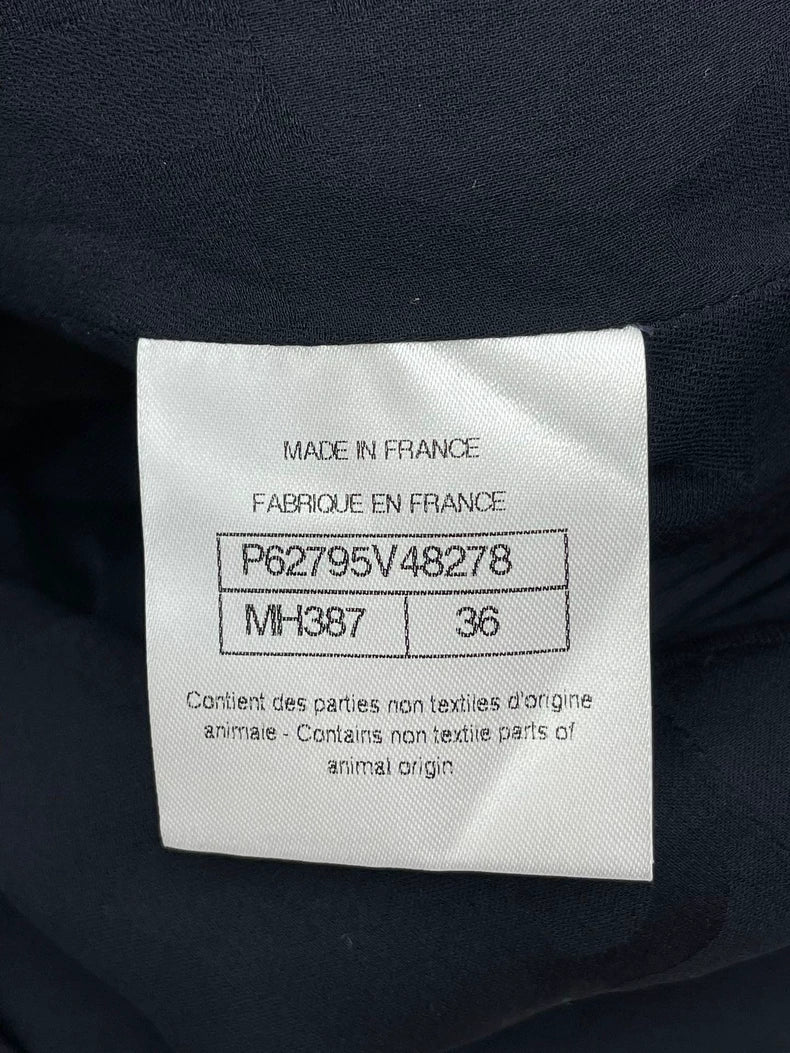 MADE IN FRANCE
FABRIQUE EN FRANCE
P62795V48278
MH387 36
Contient des parties non textiles d'origine
animale - Contains non textile parts of
animal origin